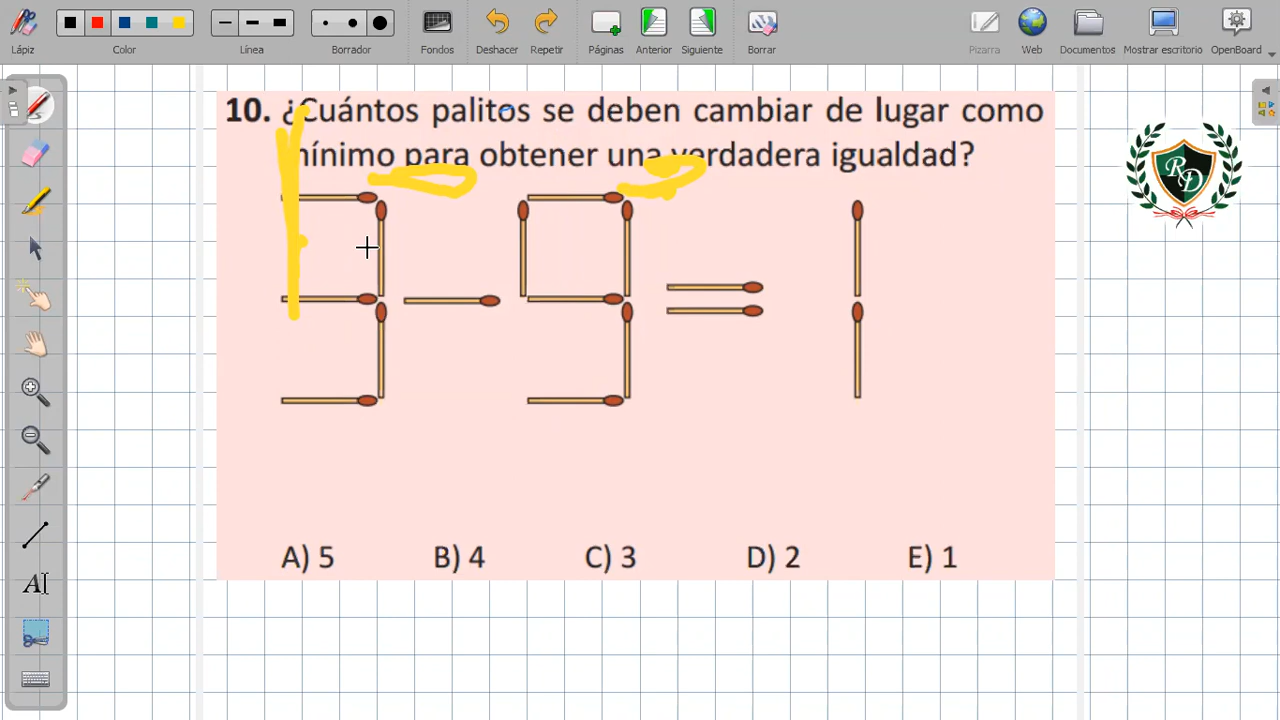 Lápiz
Color
Línea
Borrador
Fondos
Deshacer
Repetir
Páginas
Anterior
Siguiente
Borrar
Pizarra
Web
Documentos
Mostrar escritorio
OpenBoard
10. ¿Cuántos palitos se deben cambiar de lugar como
mínimo para obtener una verdadera igualdad?
A) 5 B) 4 C) 3 D) 2 E) 1
RD